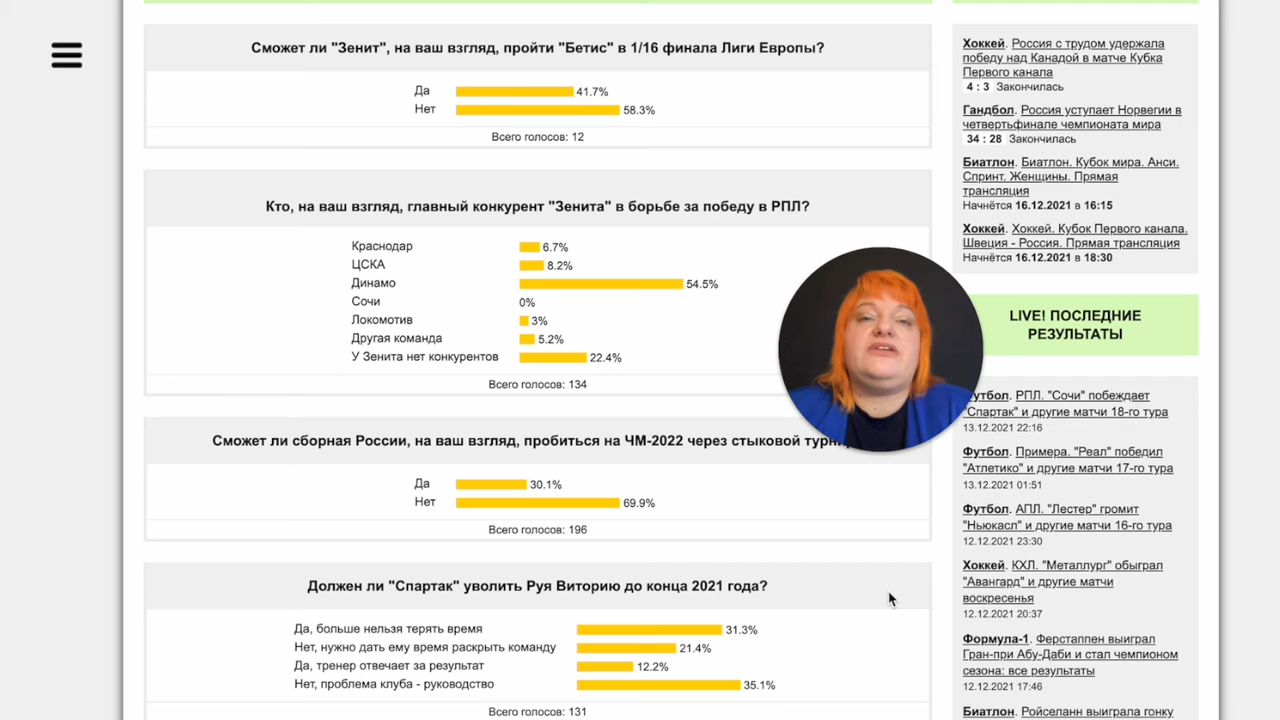 Сможет ли "Зенит", на ваш взгляд, пройти "Бетис" в 1/16 финала Лиги Европы?
Да 41.7%
Нет 58.3%
Всего голосов: 12
Кто, на ваш взгляд, главный конкурент "Зенита" в борьбе за победу в РПЛ?
Краснодар 6.7%
ЦСКА 8.2%
Динамо 54.5%
Сочи 0%
Локомотив 3%
Другая команда 5.2%
У Зенита нет конкурентов 22.4%
Всего голосов: 134
Сможет ли сборная России, на ваш взгляд, пробиться на ЧМ-2022 через стыковой
Да 30.1%
Нет 69.9%
Всего голосов: 196
Должен ли "Спартак" уволить Руя Виторию до конца 2021 года?
Да, больше нельзя терять время 31.3%
Нет, нужно дать ему время раскрыть команду 21.4%
Да, тренер отвечает за результат 12.2%
Нет, проблема клуба - руководство 35.1%
Всего голосов: 131
Хоккей. Россия с трудом удержала
победу над Канадой в матче Кубка
Первого канала
4 : 3 Закончилась
Гандбол. Россия уступает Норвегии в
четвертьфинале чемпионата мира
34 : 28 Закончилась
Биатлон. Биатлон. Кубок мира. Анси.
Спринт. Женщины. Прямая
трансляция
Начнётся 16.12.2021 в 16:15
Хоккей. Хоккей. Кубок Первого канала.
Швеция - Россия. Прямая трансляция
Начнётся 16.12.2021 в 18:30
LIVE! ПОСЛЕДНИЕ
РЕЗУЛЬТАТЫ
Футбол. РПЛ. "Сочи" побеждает
"Спартак" и другие матчи 18-го тура
13.12.2021 22:16
Футбол. Примера. "Реал" победил
"Атлетико" и другие матчи 17-го тура
13.12.2021 01:51
Футбол. АПЛ. "Лестер" громит
"Ньюкасл" и другие матчи 16-го тура
12.12.2021 23:30
Хоккей. КХЛ. "Металлург" обыграл
"Авангард" и другие матчи
воскресенья
12.12.2021 20:37
Формула-1. Ферстаппен выиграл
Гран-при Абу-Даби и стал чемпионом
сезона: все результаты
12.12.2021 17:46
Биатлон. Ройселанн выиграла гонку